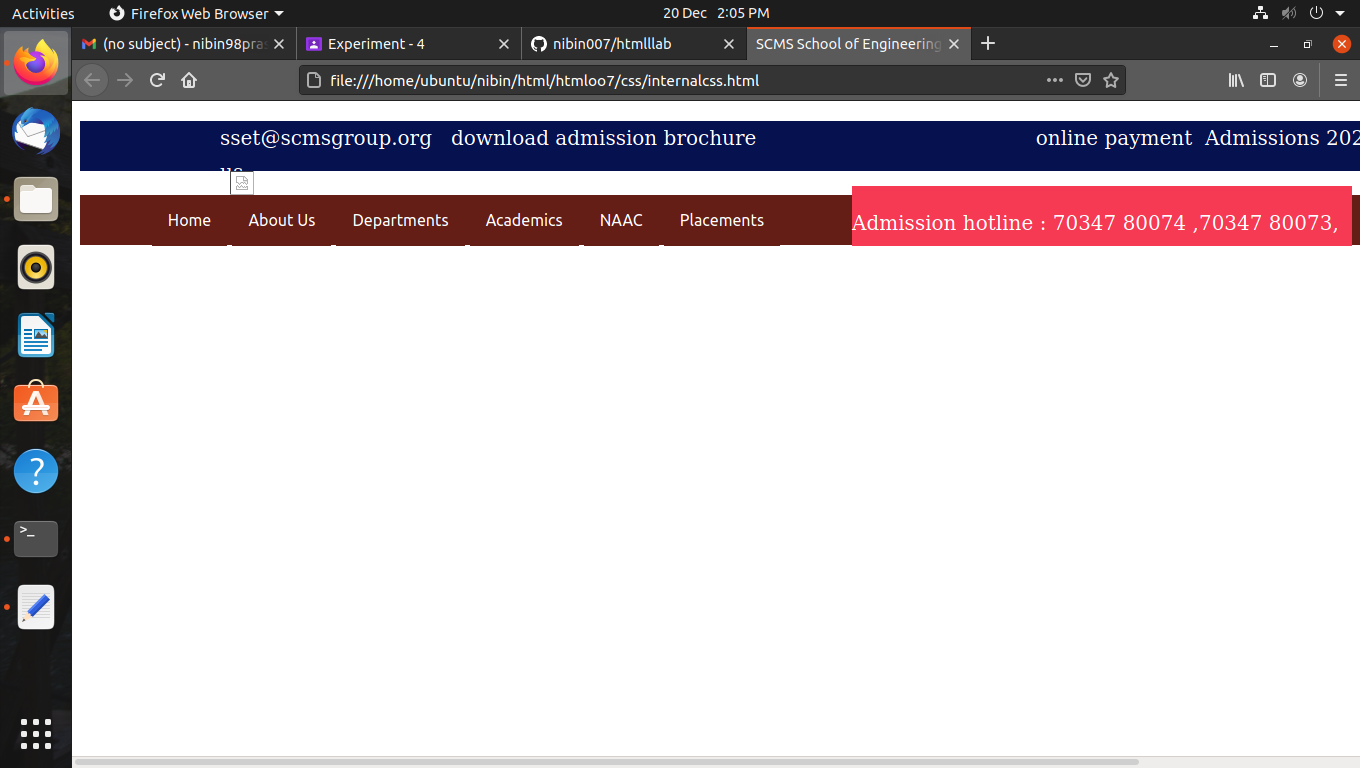 Activities Firefox Web Browser 20 Dec 2:05 PM
(no subject) - nibin98pra Experiment - 4 nibin007/htmlllab SCMS School of Engineering
file:///home/ubuntu/nibin/html/htmloo7/css/internalcss.html
sset@scmsgroup.org download admission brochure online payment Admissions 202
Home About Us Departments Academics NAAC Placements Admission hotline : 70347 80074 ,70347 80073,